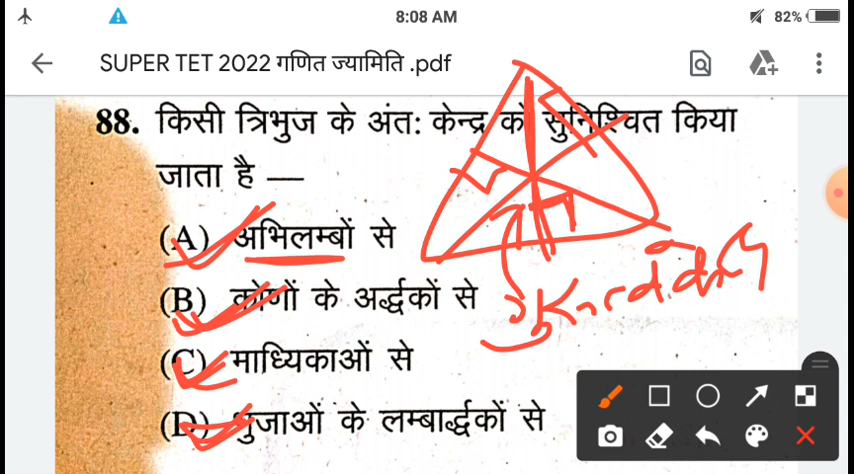 8:08 AM
82%
SUPER TET 2022 गणित ज्यामिति .pdf
88. किसी त्रिभुज के अंत: केन्द्र को सुनिश्चित किया
जाता है —
(A) अभिलम्बों से
(B) कोणों के अर्द्धकों से
(C) माध्यिकाओं से
(D) भुजाओं के लम्बार्द्धकों से